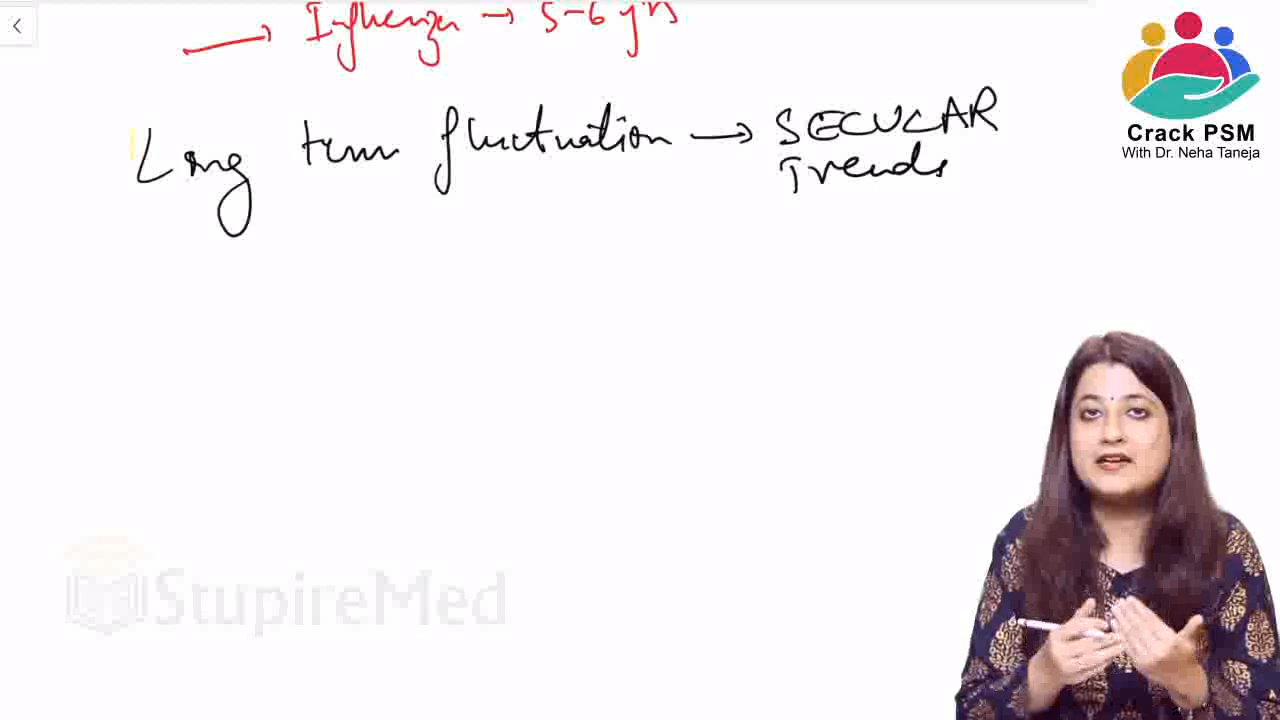 → Influenza → 5-6 yrs
Long term fluctuation → SECULAR
Trends
Crack PSM
With Dr. Neha Taneja
StupireMed